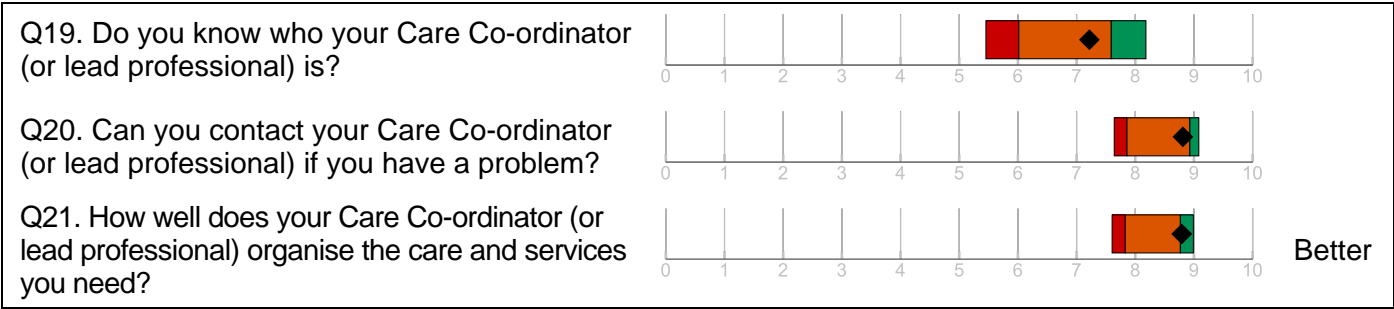 Q19. Do you know who your Care Co-ordinator
(or lead professional) is?
0 1 2 3 4 5 6 7 8 9 10
Q20. Can you contact your Care Co-ordinator
(or lead professional) if you have a problem?
0 1 2 3 4 5 6 7 8 9 10
Q21. How well does your Care Co-ordinator (or
lead professional) organise the care and services
you need?
0 1 2 3 4 5 6 7 8 9 10
Better